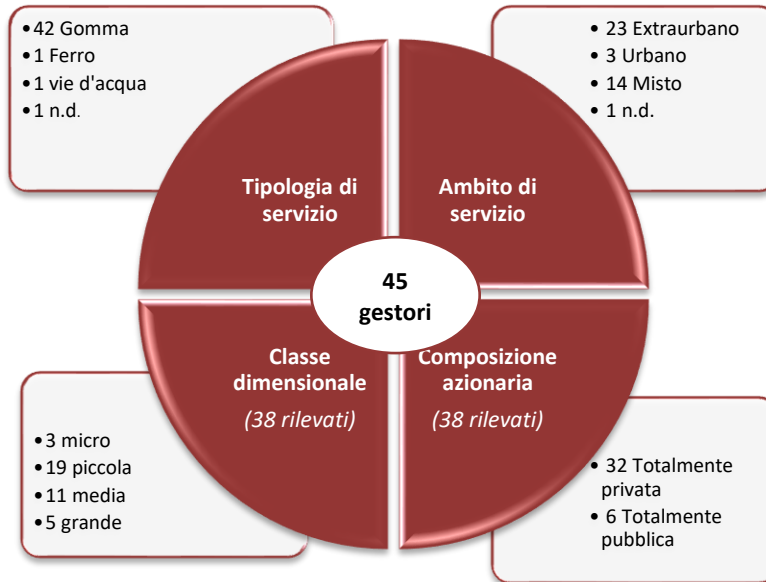 •42 Gomma
•1 Ferro
•1 vie d'acqua
•1 n.d.
•23 Extraurbano
•3 Urbano
•14 Misto
•1 n.d.
Tipologia di
servizio
Ambito di
servizio
45
gestori
Classe
dimensionale
(38 rilevati)
Composizione
azionaria
(38 rilevati)
•3 micro
•19 piccola
•11 media
•5 grande
•32 Totalmente
privata
•6 Totalmente
pubblica